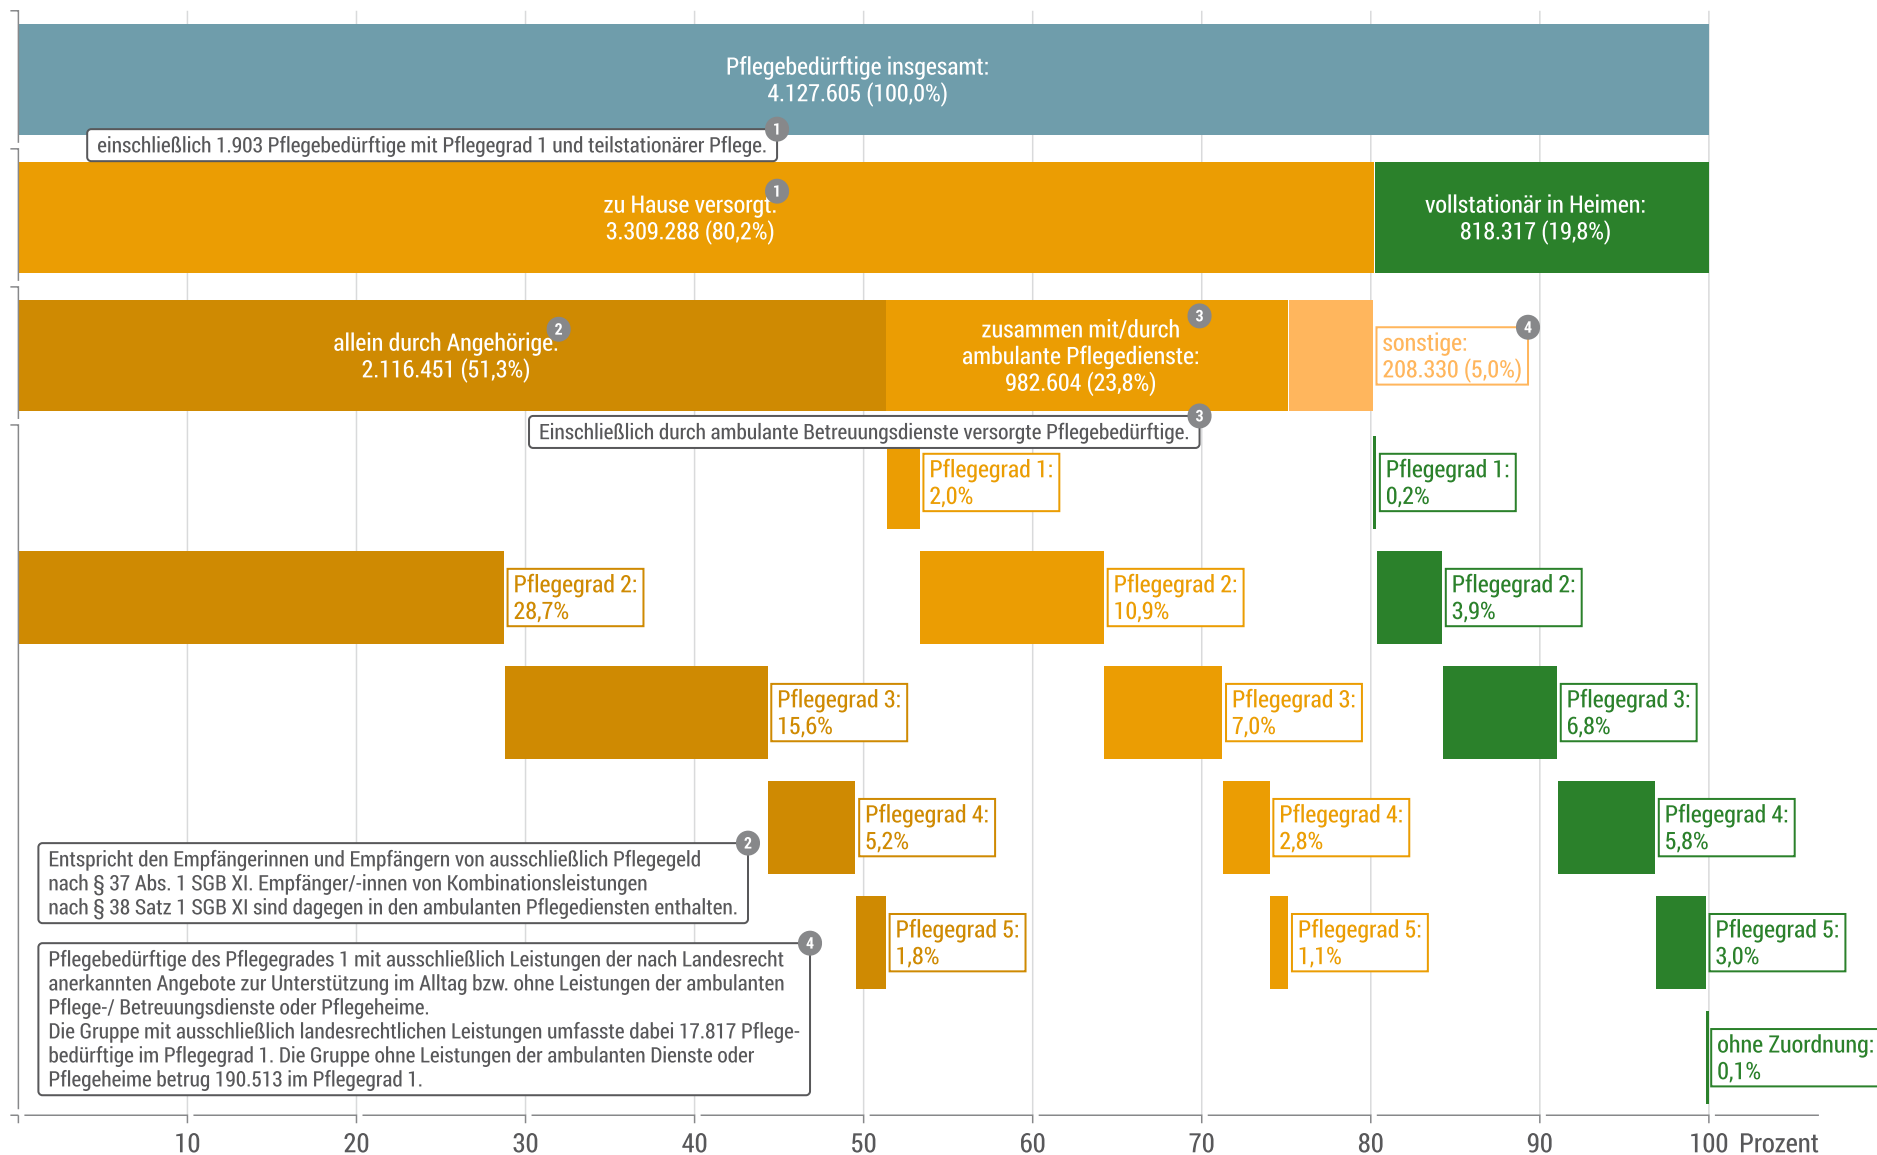 Pflegebedürftige insgesamt:
4.127.605 (100,0%)
1
einschließlich 1.903 Pflegebedürftige mit Pflegegrad 1 und teilstationärer Pflege.
1
zu Hause versorgt:
3.309.288 (80,2%)
vollstationär in Heimen:
818.317 (19,8%)
2
allein durch Angehörige:
2.116.451 (51,3%)
3
zusammen mit/durch
ambulante Pflegedienste:
982.604 (23,8%)
4
sonstige:
208.330 (5,0%)
3
Einschließlich durch ambulante Betreuungsdienste versorgte Pflegebedürftige.
Pflegegrad 1:
2,0%
Pflegegrad 1:
0,2%
Pflegegrad 2:
28,7%
Pflegegrad 2:
10,9%
Pflegegrad 2:
3,9%
Pflegegrad 3:
15,6%
Pflegegrad 3:
7,0%
Pflegegrad 3:
6,8%
Pflegegrad 4:
5,2%
Pflegegrad 4:
2,8%
Pflegegrad 4:
5,8%
2
Entspricht den Empfängerinnen und Empfängern von ausschließlich Pflegegeld
nach § 37 Abs. 1 SGB XI. Empfänger/-innen von Kombinationsleistungen
nach § 38 Satz 1 SGB XI sind dagegen in den ambulanten Pflegediensten enthalten.
Pflegegrad 5:
1,8%
Pflegegrad 5:
1,1%
Pflegegrad 5:
3,0%
4
Pflegebedürftige des Pflegegrades 1 mit ausschließlich Leistungen der nach Landesrecht
anerkannten Angebote zur Unterstützung im Alltag bzw. ohne Leistungen der ambulanten
Pflege-/ Betreuungsdienste oder Pflegeheime.
Die Gruppe mit ausschließlich landesrechtlichen Leistungen umfasste dabei 17.817 Pflege-
bedürftige im Pflegegrad 1. Die Gruppe ohne Leistungen der ambulanten Dienste oder
Pflegeheime betrug 190.513 im Pflegegrad 1.
ohne Zuordnung:
0,1%
10 20 30 40 50 60 70 80 90 100 Prozent